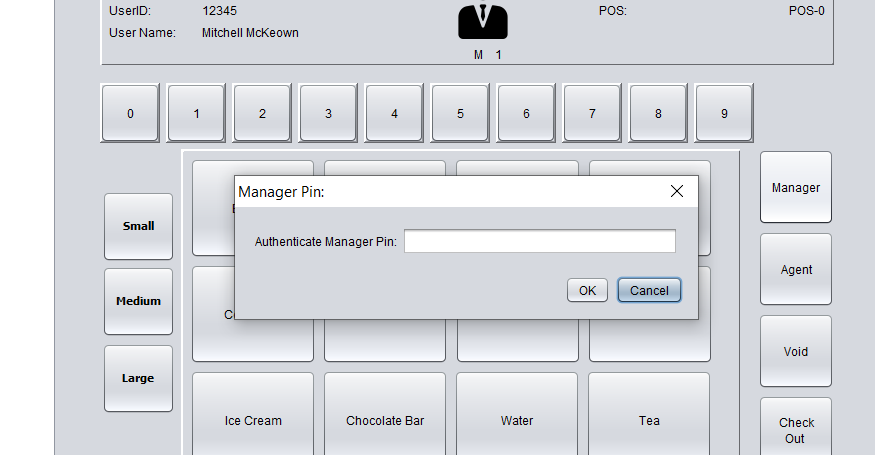 UserID: 12345
POS: POS-0
User Name: Mitchell McKeown
M 1
0 1 2 3 4 5 6 7 8 9
Manager Pin:
Manager
Small
Authenticate Manager Pin:
Agent
OK Cancel
Medium
Void
Large
Ice Cream Chocolate Bar Water Tea
Check
Out